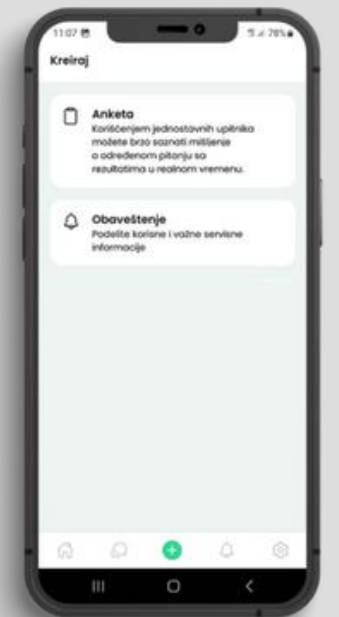 11:07
78%
Kreiraj
Anketa
Korišćenjem jednostavnih upitnika
možete brzo saznati mišljenje
o određenom pitanju sa
rezultatima u realnom vremenu.
Obaveštenje
Podelite korisne i važne servisne
informacije